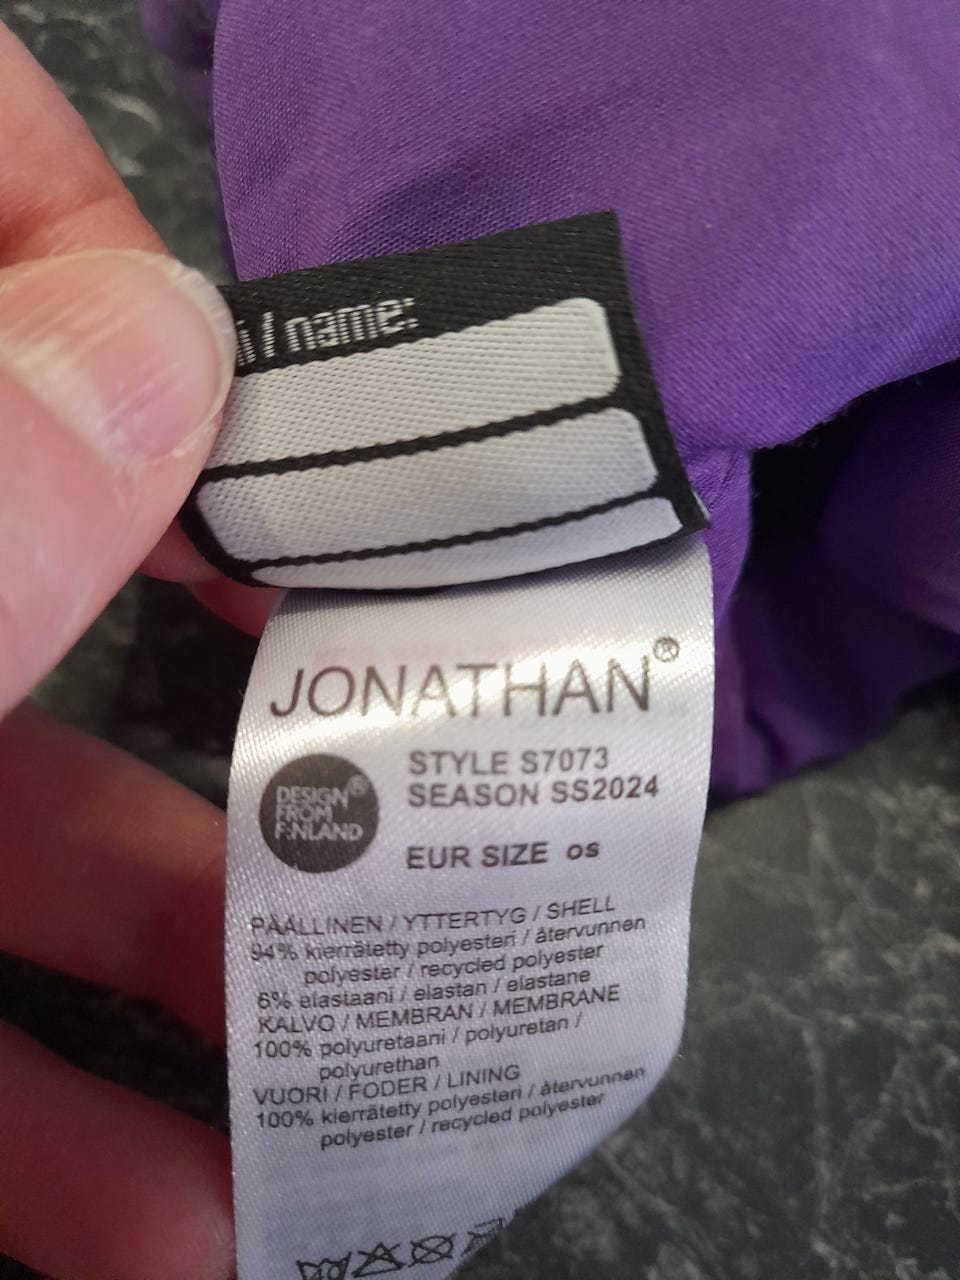 / name:
JONATHAN®
DESIGN®
FROM
FINLAND
STYLE S7073
SEASON SS2024
EUR SIZE os
PÄÄLLINEN / YTTERTYG / SHELL
94% kierrätetty polyesteri / återvunnen
polyester / recycled polyester
6% elastaani / elastan / elastane
KALVO / MEMBRAN / MEMBRANE
100% polyuretaani / polyuretan /
polyurethan
VUORI / FODER / LINING
100% kierrätetty polyesteri / återvunnen
polyester / recycled polyester